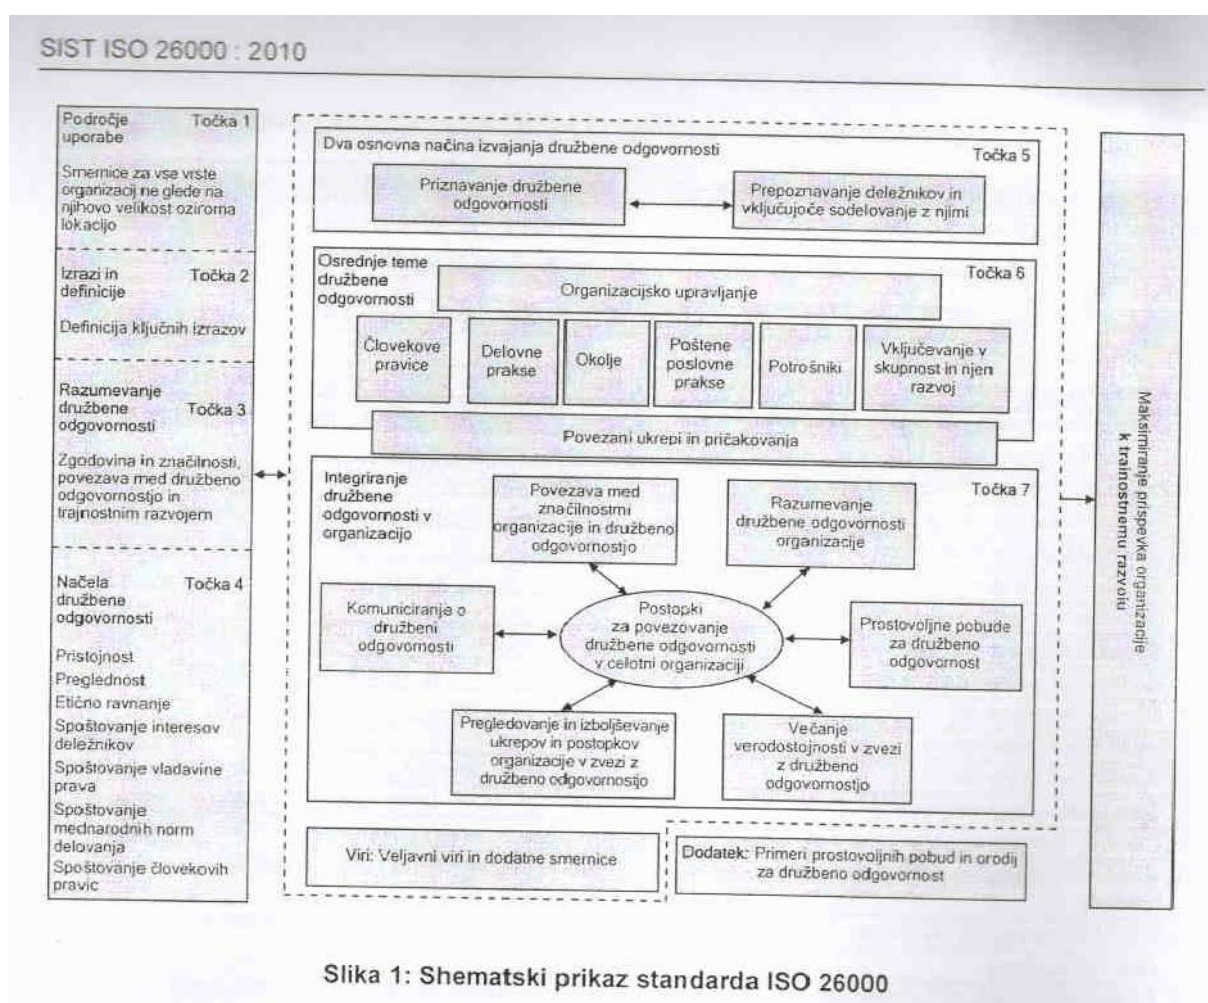 SIST ISO 26000 : 2010
Področje Točka 1
uporabe
Smernice za vse vrste
organizacij ne glede na
njihovo velikost oziroma
lokacijo
Izrazi in Točka 2
definicije
Definicija ključnih izrazov
Razumevanje
družbene Točka 3
odgovornosti
Zgodovina in značilnosti,
povezava med družbeno
odgovornostjo in
trajnostnim razvojem
Načela Točka 4
družbene
odgovornosti
Pristojnost
Preglednost
Etično ravnanje
Spoštovanje interesov
deležnikov
Spoštovanje vladavine
prava
Spoštovanje
mednarodnih norm
delovanja
Spoštovanje človekovih
pravic
Dva osnovna načina izvajanja družbene odgovornosti
Točka 5
Priznavanje družbene
odgovornosti
Prepoznavanje deležnikov in
vključujoče sodelovanje z njimi
Osrednje teme
družbene
odgovornosti
Točka 6
Organizacijsko upravljanje
Človekove
pravice
Delovne
prakse
Okolje
Poštene
poslovne
prakse
Potrošniki
Vključevanje v
skupnost in njen
razvoj
Povezani ukrepi in pričakovanja
Integriranje
družbene
odgovornosti v
organizacijo
Točka 7
Povezava med
značilnostmi
organizacije in družbeno
odgovornostjo
Razumevanje
družbene odgovornosti
organizacije
Komuniciranje o
družbeni
odgovornosti
Postopki
za povezovanje
družbene odgovornosti
v celotni organizaciji
Prostovoljne pobude
za družbeno
odgovornost
Pregledovanje in izboljševanje
ukrepov in postopkov
organizacije v zvezi z
družbeno odgovornostjo
Večanje
verodostojnosti v zvezi
z družbeno
odgovornostjo
Viri: Veljavni viri in dodatne smernice
Dodatek: Primeri prostovoljnih pobud in orodij
za družbeno odgovornost
Maksimiranje prispevka organizacije
k trajnostnemu razvoju
Slika 1: Shematski prikaz standarda ISO 26000